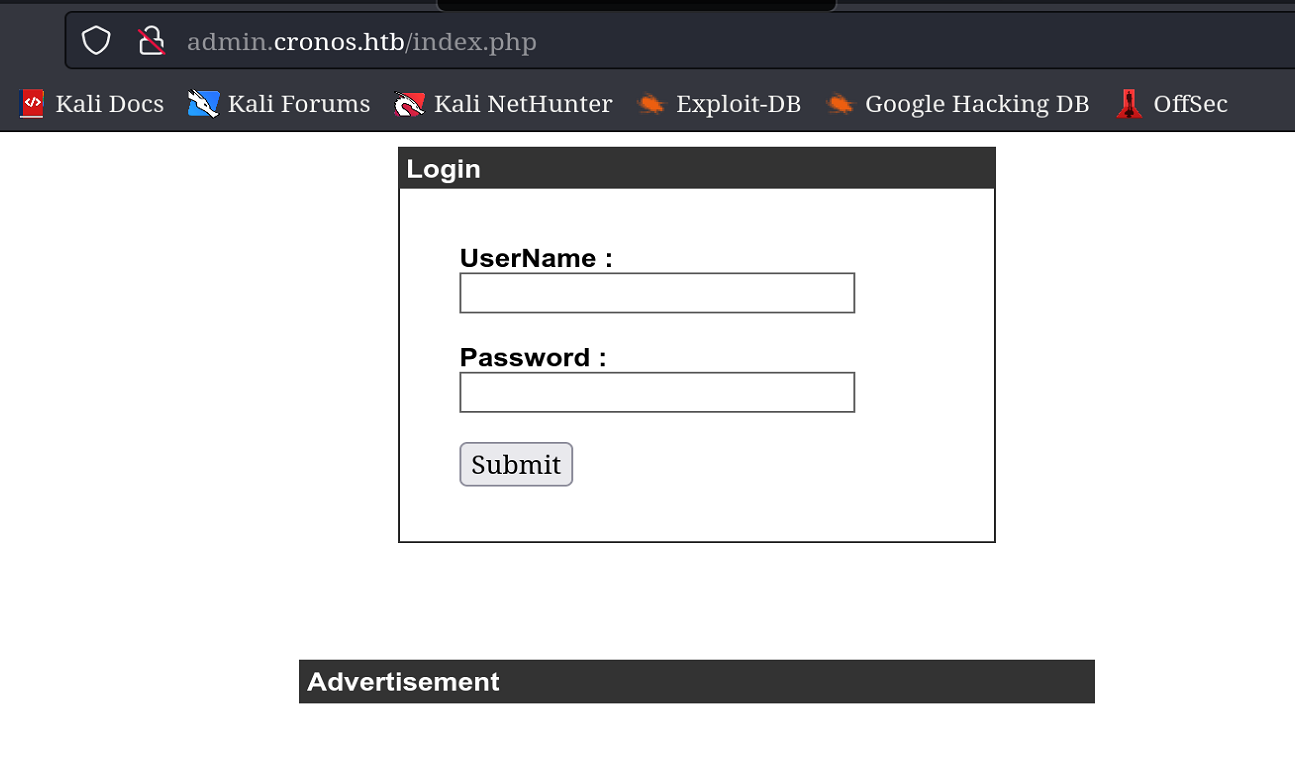 admin.cronos.htb/index.php
Kali Docs Kali Forums Kali NetHunter Exploit-DB Google Hacking DB OffSec
Login
UserName :
Password :
Submit
Advertisement